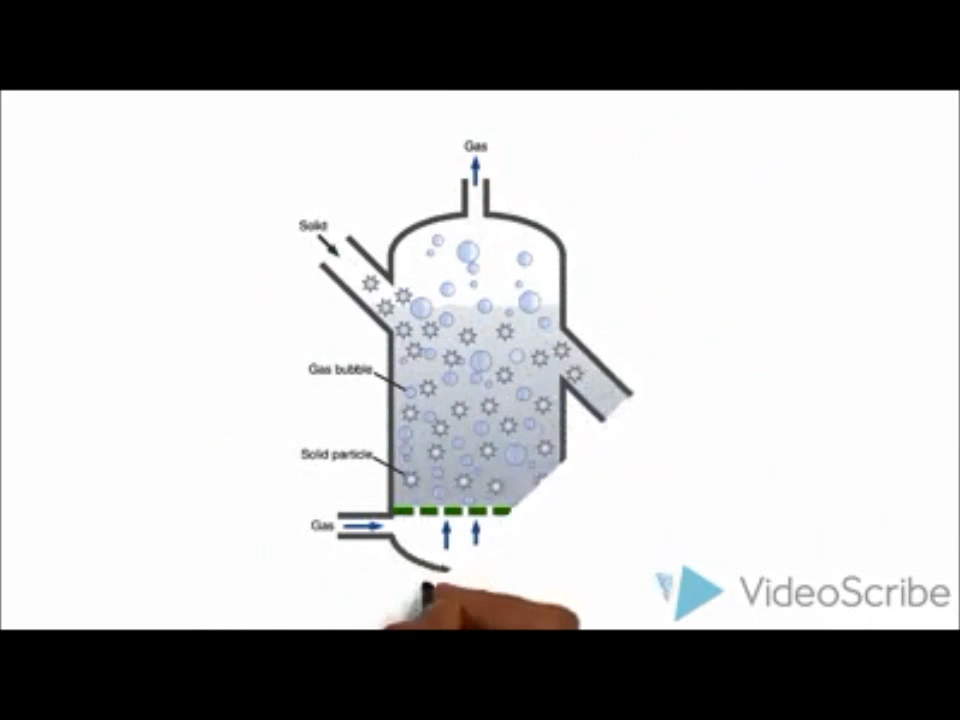 Gas
Solid
Gas bubble
Solid particle
Gas
VideoScribe